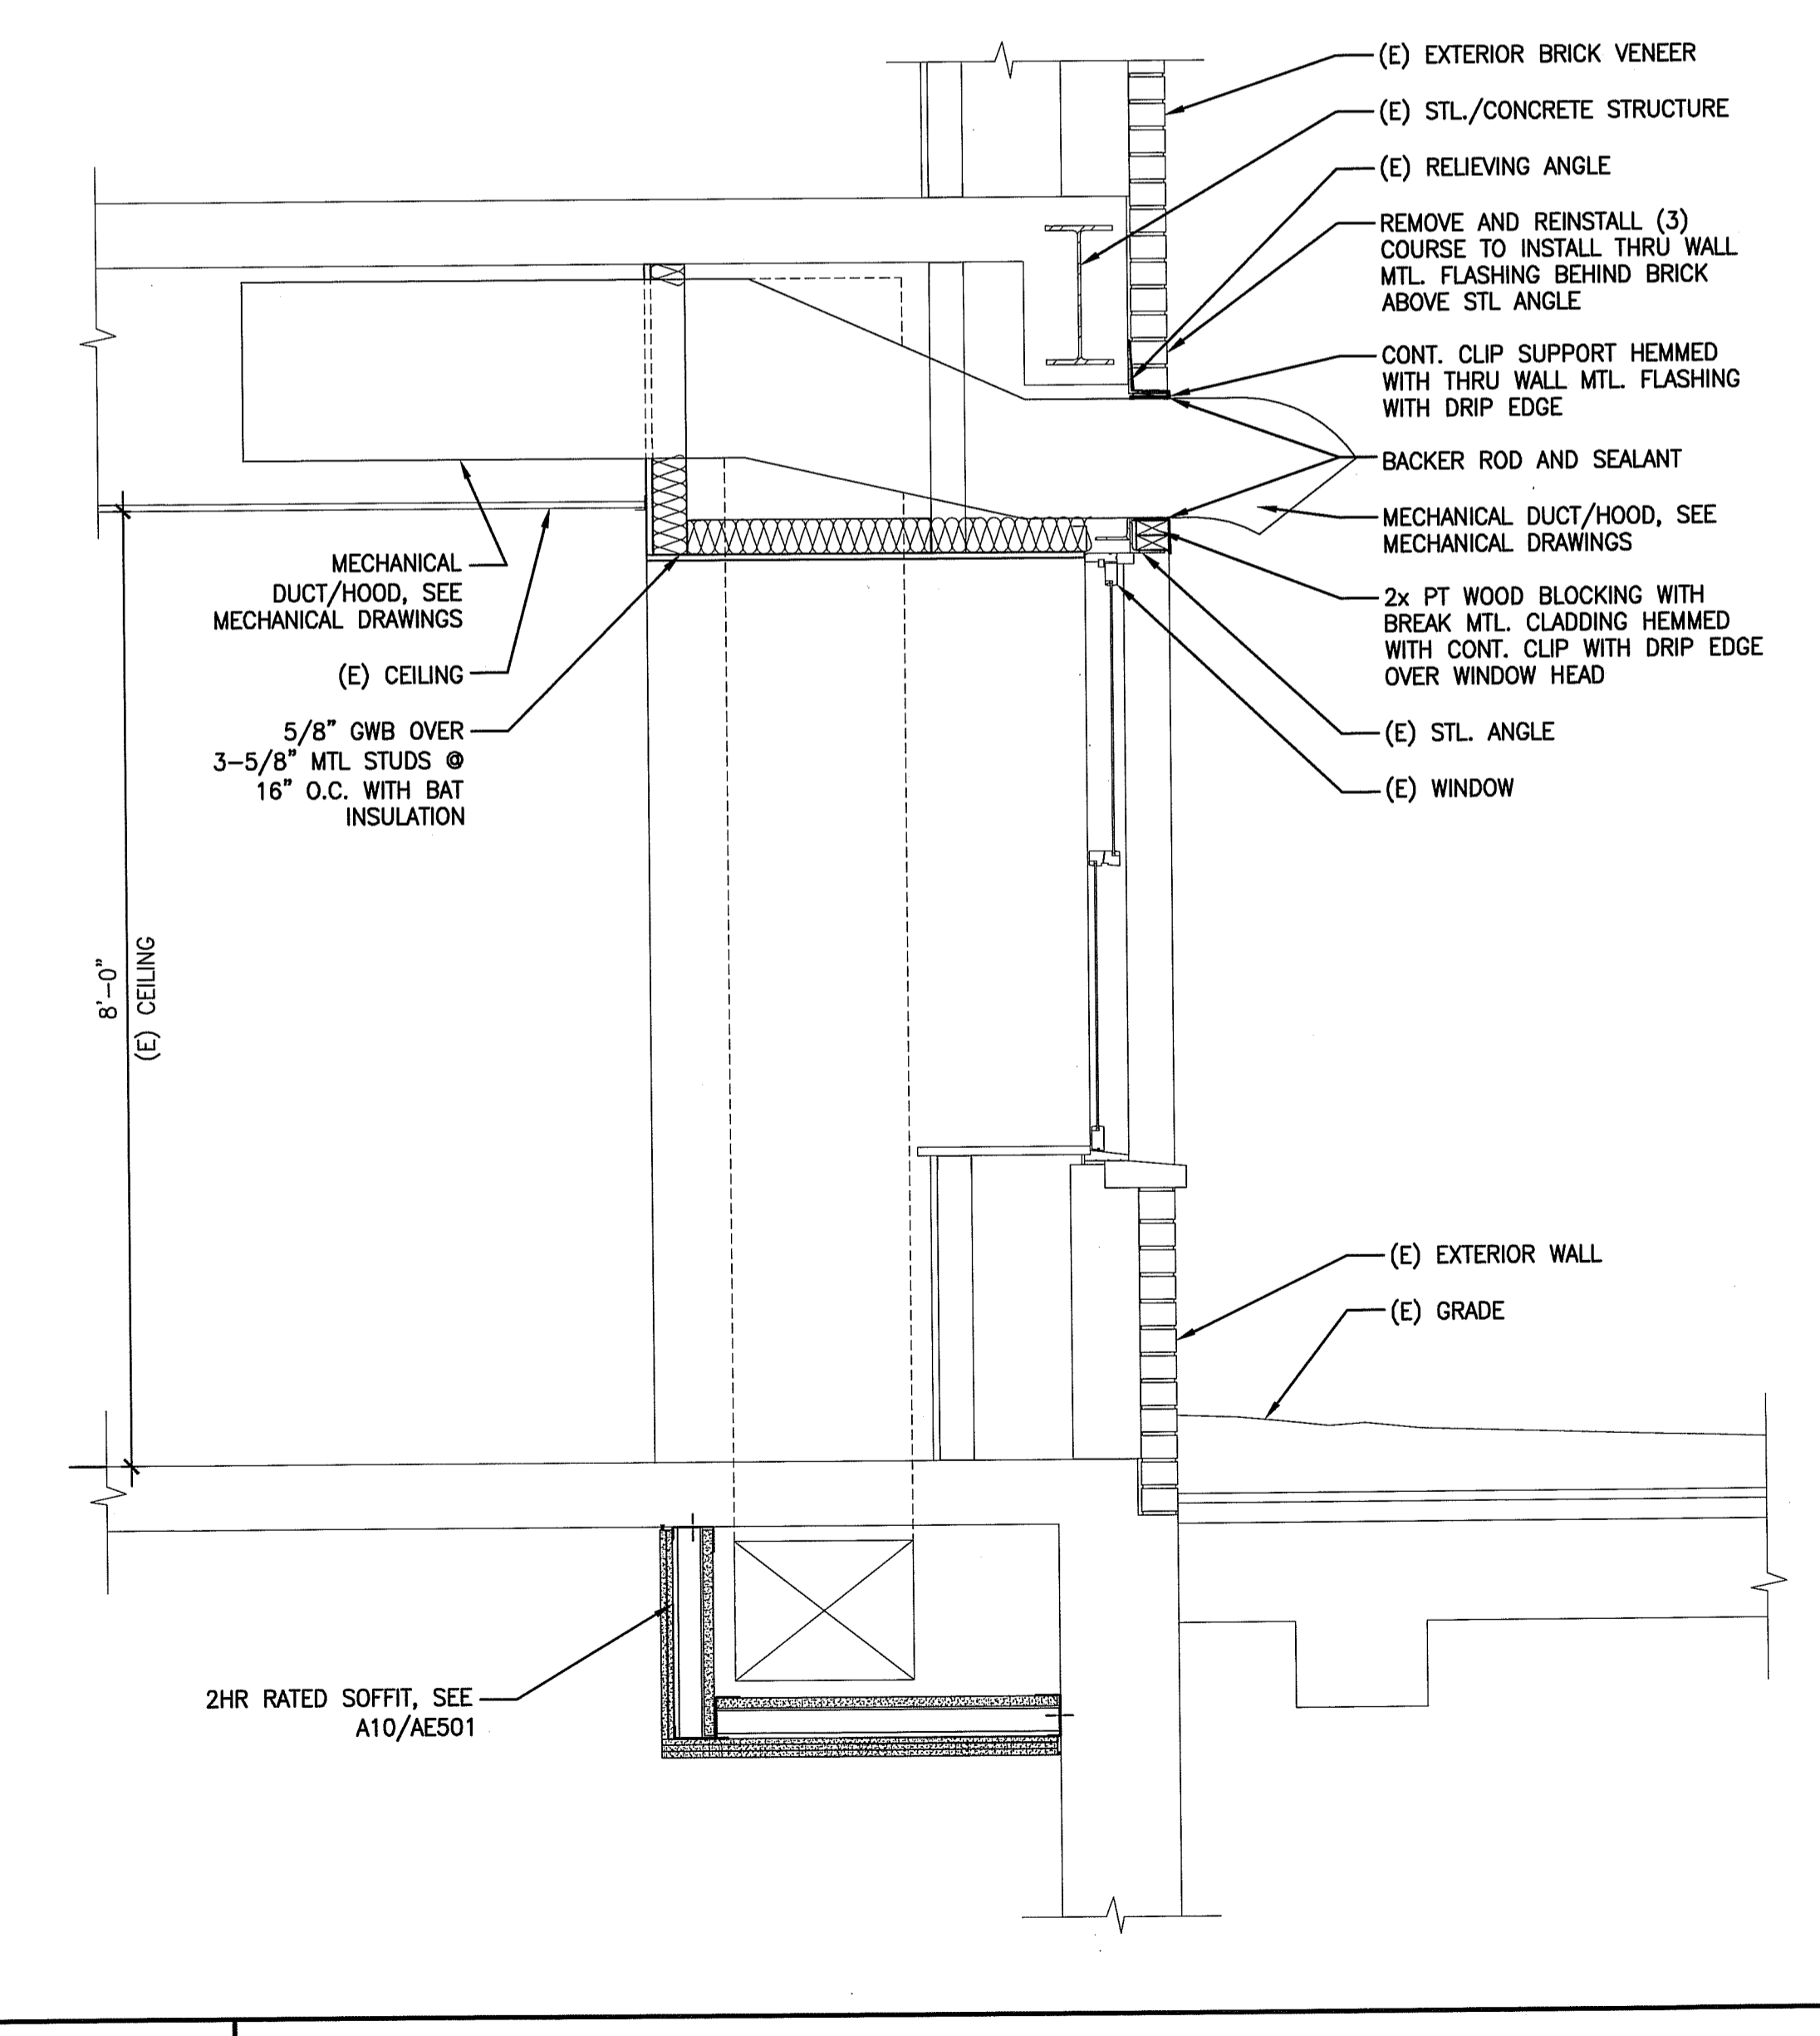 (E) EXTERIOR BRICK VENEER
(E) STL./CONCRETE STRUCTURE
(E) RELIEVING ANGLE
REMOVE AND REINSTALL (3)
COURSE TO INSTALL THRU WALL
MTL. FLASHING BEHIND BRICK
ABOVE STL ANGLE
CONT. CLIP SUPPORT HEMMED
WITH THRU WALL MTL. FLASHING
WITH DRIP EDGE
BACKER ROD AND SEALANT
MECHANICAL DUCT/HOOD, SEE
MECHANICAL DRAWINGS
2x PT WOOD BLOCKING WITH
BREAK MTL. CLADDING HEMMED
WITH CONT. CLIP WITH DRIP EDGE
OVER WINDOW HEAD
(E) STL. ANGLE
(E) WINDOW
MECHANICAL
DUCT/HOOD, SEE
MECHANICAL DRAWINGS
(E) CEILING
5/8" GWB OVER
3-5/8" MTL STUDS @
16" O.C. WITH BAT
INSULATION
8'-0"
(E) CEILING
(E) EXTERIOR WALL
(E) GRADE
2HR RATED SOFFIT, SEE
A10/AE501